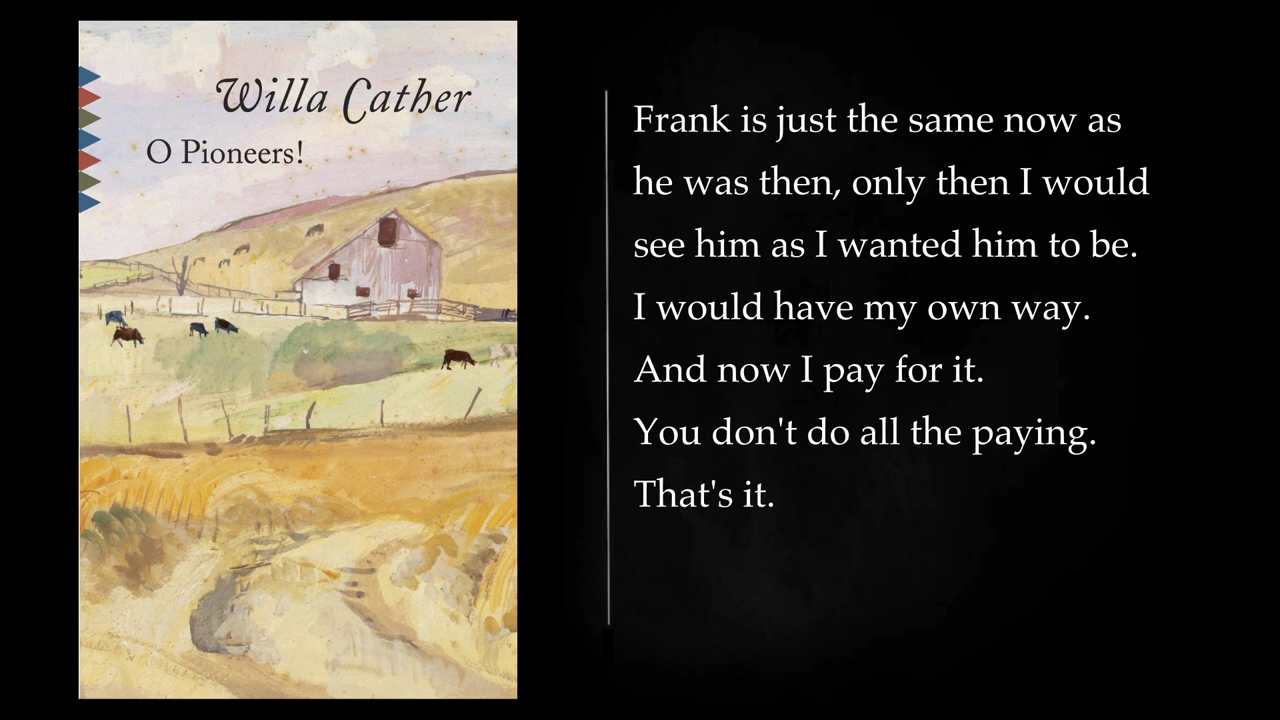 Willa Cather
O Pioneers!
Frank is just the same now as
he was then, only then I would
see him as I wanted him to be.
I would have my own way.
And now I pay for it.
You don't do all the paying.
That's it.